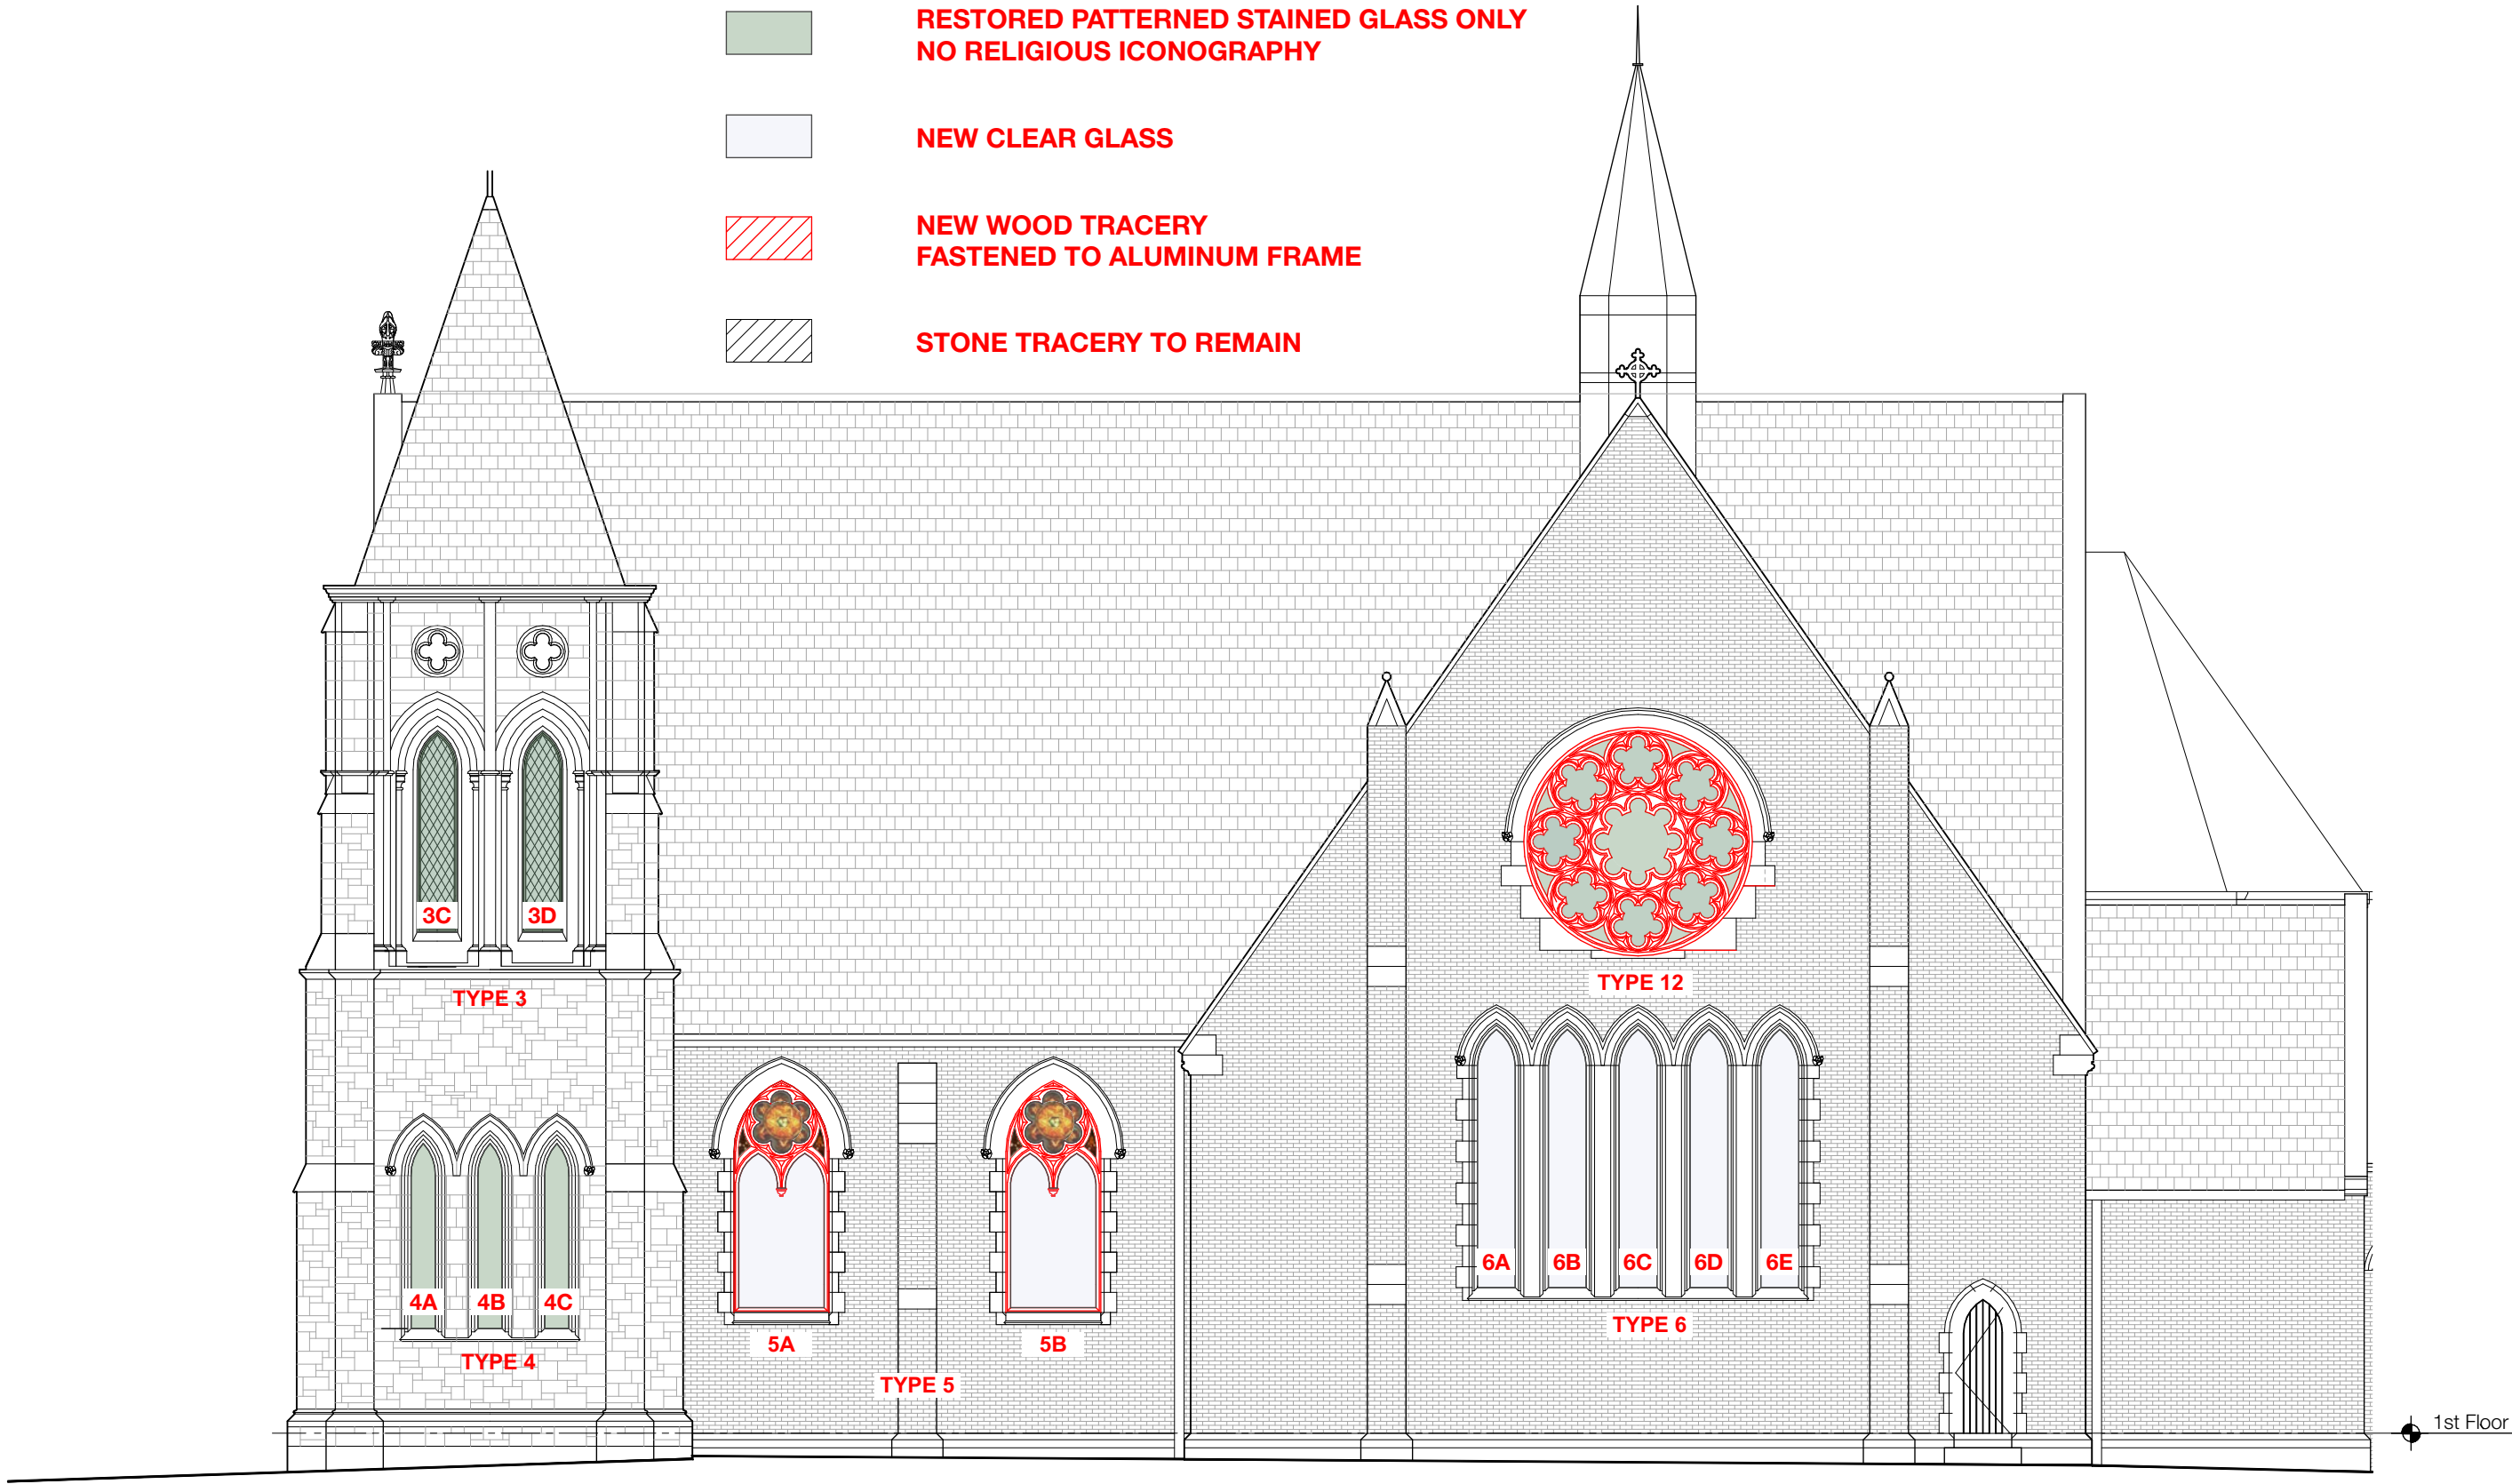 RESTORED PATTERNED STAINED GLASS ONLY
NO RELIGIOUS ICONOGRAPHY
NEW CLEAR GLASS
NEW WOOD TRACERY
FASTENED TO ALUMINUM FRAME
STONE TRACERY TO REMAIN
3C
3D
TYPE 3
TYPE 12
6A
6B
6C
6D
6E
4A
4B
4C
TYPE 6
5A
5B
TYPE 4
TYPE 5
1st Floor